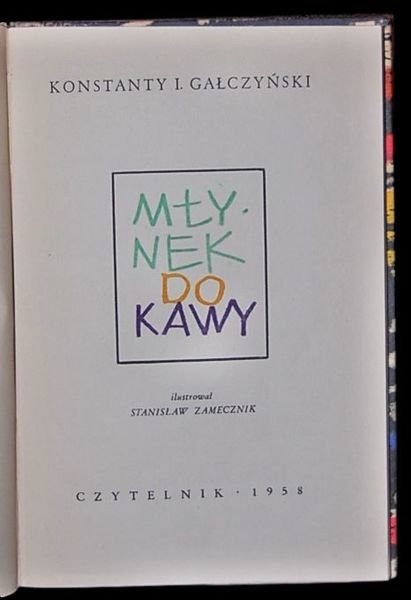 KONSTANTY I. GAŁCZYŃSKI
MŁY-
NEK
DO
KAWY
ilustrował
STANISŁAW ZAMECZNIK
CZYTELNIK · 1958